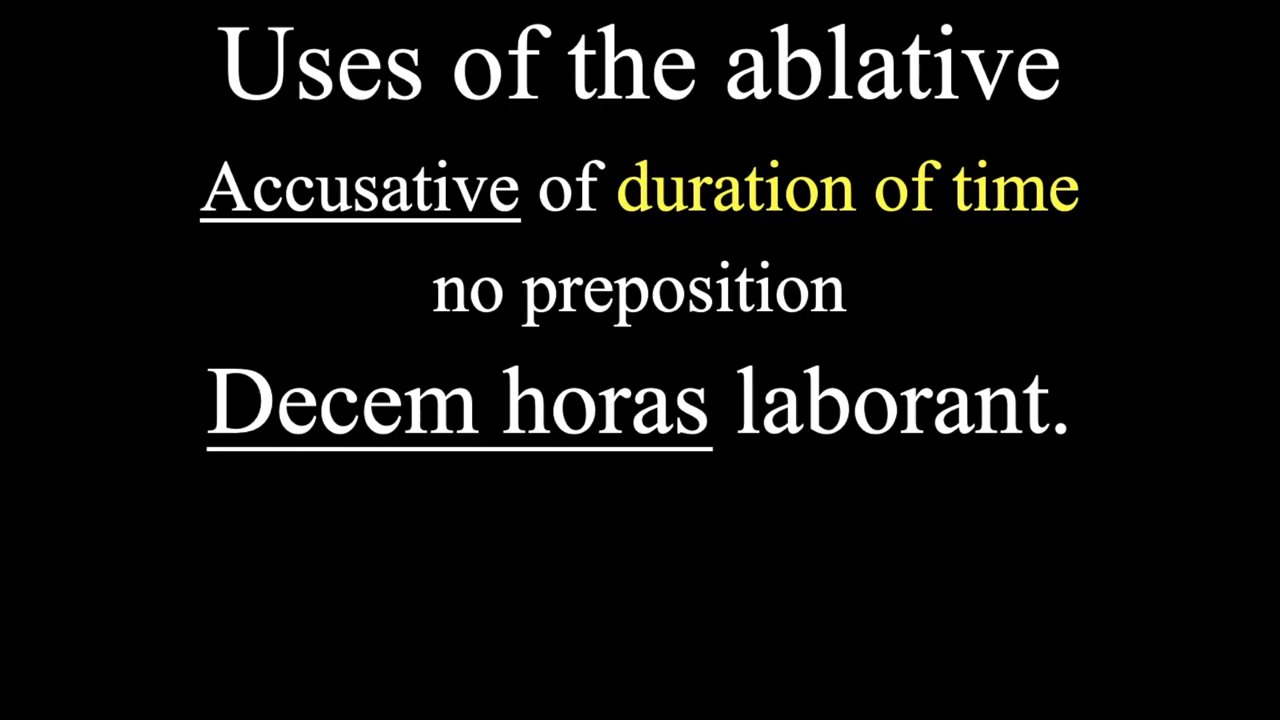 Uses of the ablative
Accusative of duration of time
no preposition
Decem horas laborant.